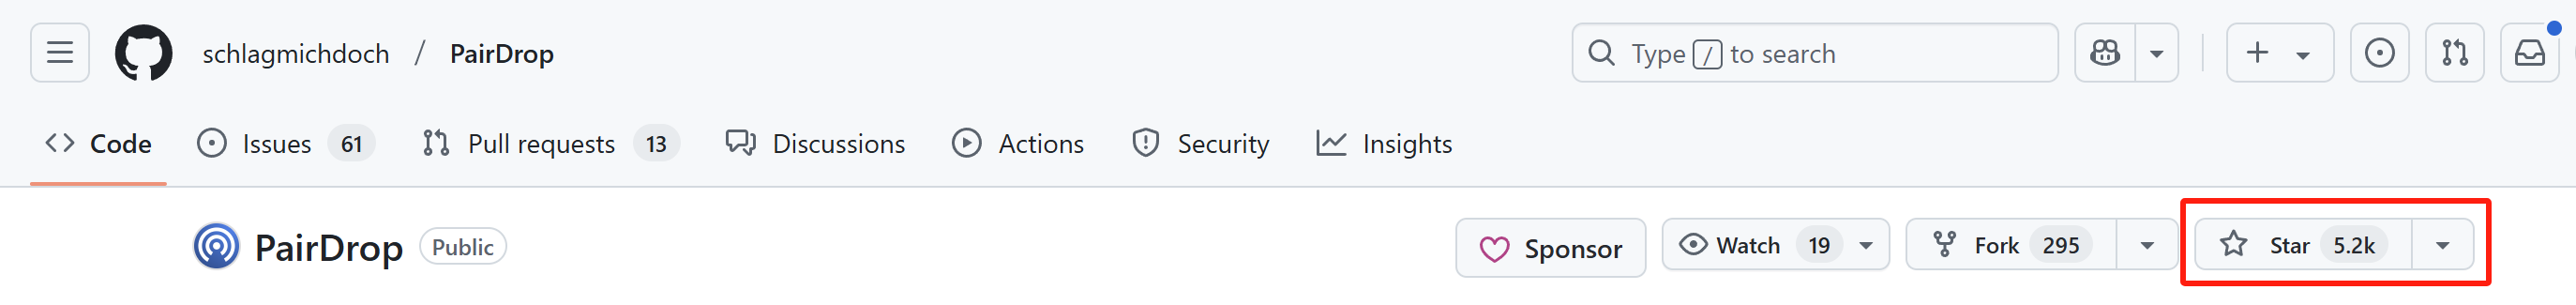 schlagmichdoch / PairDrop Type / to search
Code Issues 61 Pull requests 13 Discussions Actions Security Insights
PairDrop Public Sponsor Watch 19 Fork 295 Star 5.2k